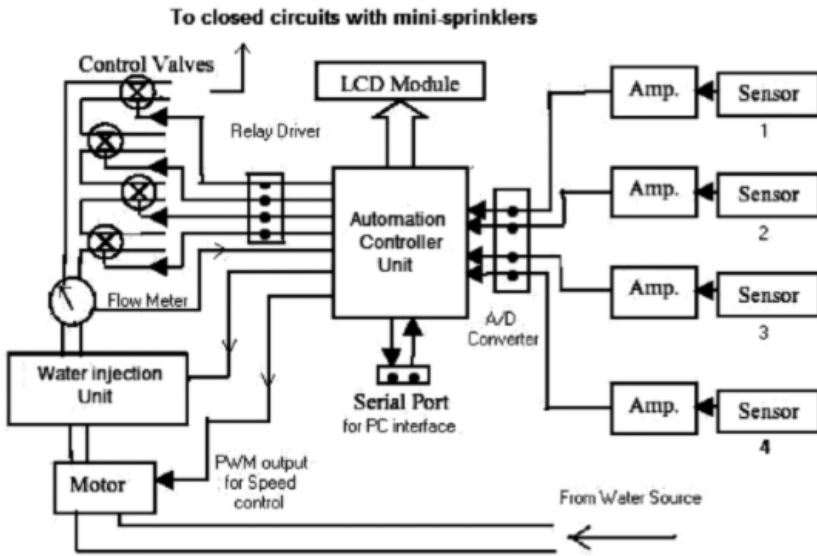 To closed circuits with mini-sprinklers
Control Valves
LCD Module
Amp.
Sensor
1
Relay Driver
Amp.
Sensor
2
Automation
Controller
Unit
Amp.
Sensor
3
Flow Meter
A/D
Converter
Water injection
Unit
Serial Port
for PC interface
Amp.
Sensor
4
Motor
PWM output
for Speed
control
From Water Source